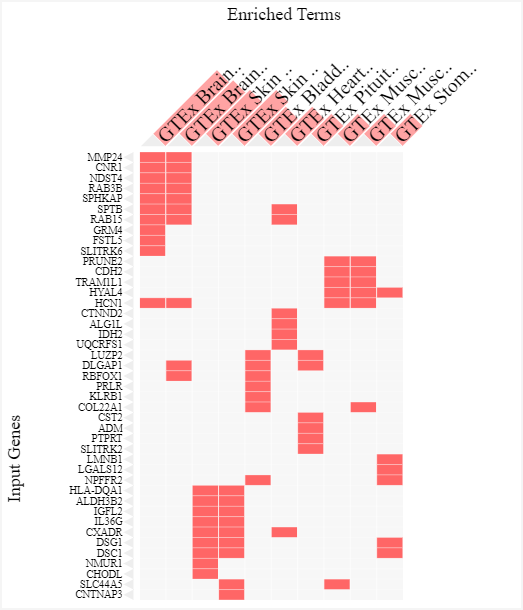 Enriched Terms
GTEx Brain..
GTEx Brain..
GTEx Skin ..
GTEx Skin ..
GTEx Bladd..
GTEx Heart..
GTEx Pituit..
GTEx Musc..
GTEx Musc..
GTEx Stom..
Input Genes
MMP24
CNR1
NDST4
RAB3B
SPHKAP
SPTB
RAB15
GRM4
FSTL5
SLITRK6
PRUNE2
CDH2
TRAM1L1
HYAL4
HCN1
CTNND2
ALG1L
IDH2
UQCRFS1
LUZP2
DLGAP1
RBFOX1
PRLR
KLRB1
COL22A1
CST2
ADM
PTPRT
SLITRK2
LMNB1
LGALS12
NPFFR2
HLA-DQA1
ALDH3B2
IGFL2
IL36G
CXADR
DSG1
DSC1
NMUR1
CHODL
SLC44A5
CNTNAP3